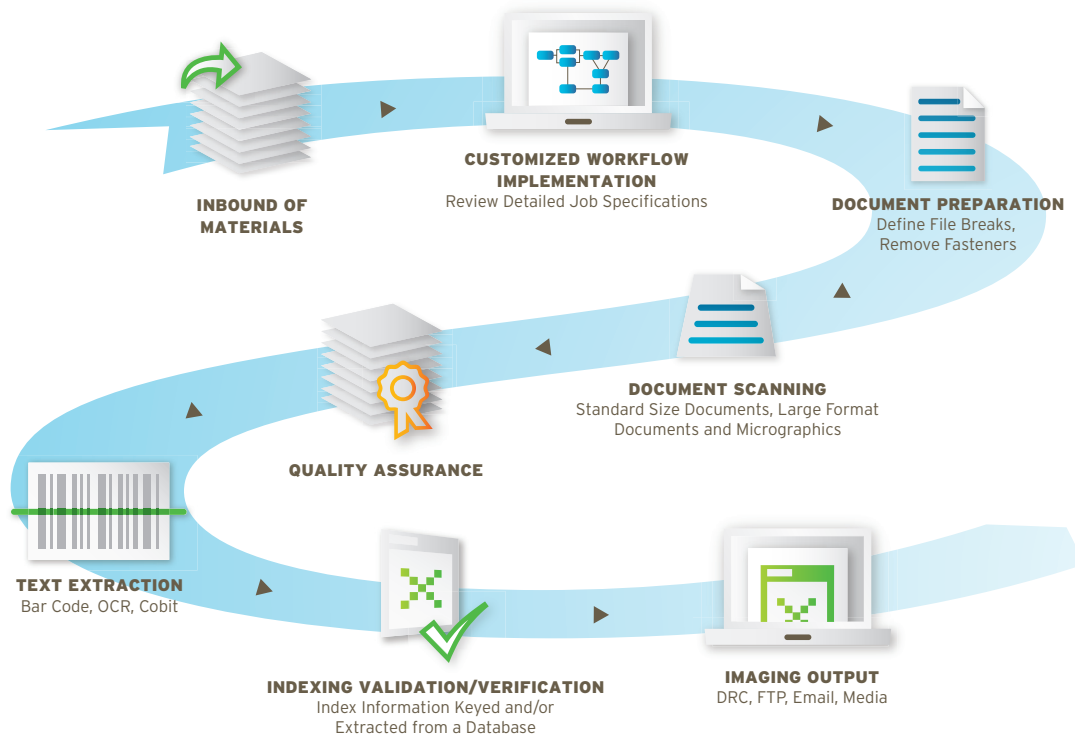 INBOUND OF
MATERIALS
CUSTOMIZED WORKFLOW
IMPLEMENTATION
Review Detailed Job Specifications
DOCUMENT PREPARATION
Define File Breaks,
Remove Fasteners
DOCUMENT SCANNING
Standard Size Documents, Large Format
Documents and Micrographics
QUALITY ASSURANCE
TEXT EXTRACTION
Bar Code, OCR, Cobit
INDEXING VALIDATION/VERIFICATION
Index Information Keyed and/or
Extracted from a Database
IMAGING OUTPUT
DRC, FTP, Email, Media